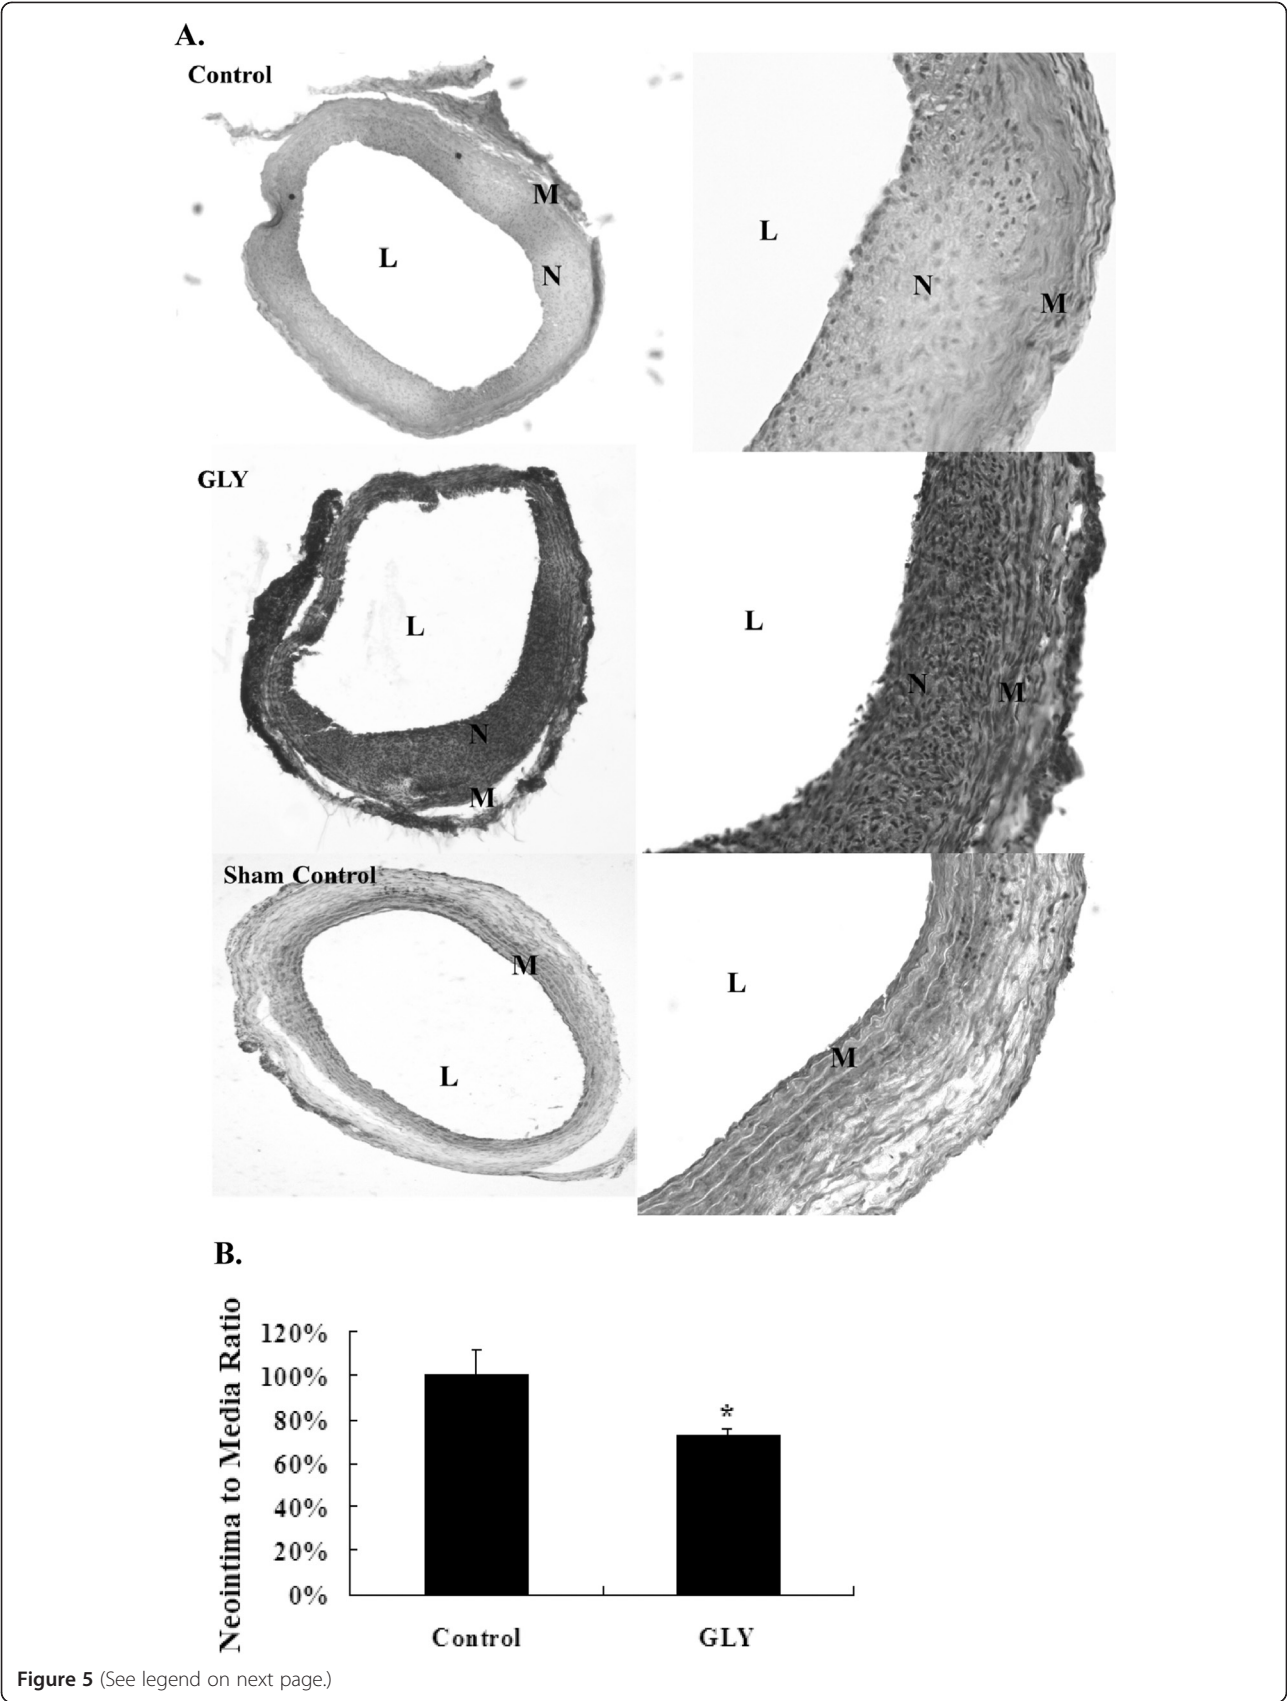 A.
Control
M
L
N
L
N
M
GLY
L
N
M
L
N
M
Sham Control
M
L
L
M
B.
Neointima to Media Ratio
120%
100%
80%
60%
40%
20%
0%
*
Control GLY
Figure 5 (See legend on next page.)